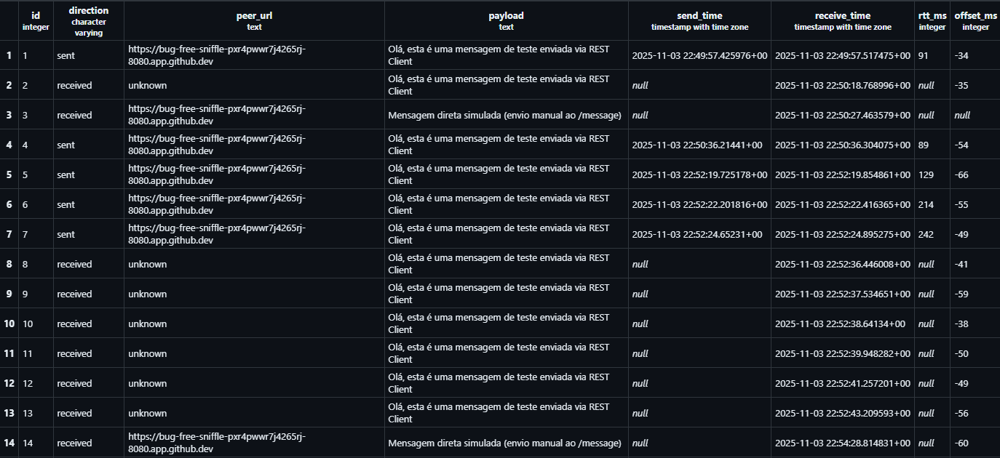 id direction peer_url payload send_time receive_time rtt_ms offset_ms
integer character varying text text timestamp with time zone timestamp with time zone integer integer
1 1 sent https://bug-free-sniffle-pxr4pwwr7j4265rj- Olá, esta é uma mensagem de teste enviada via REST 2025-11-03 22:49:57.425976+00 2025-11-03 22:49:57.517475+00 91 -34
8080.app.github.dev Client
2 2 received unknown Olá, esta é uma mensagem de teste enviada via REST null 2025-11-03 22:50:18.768996+00 null -35
Client
3 3 received https://bug-free-sniffle-pxr4pwwr7j4265rj- Mensagem direta simulada (envio manual ao /message) null 2025-11-03 22:50:27.463579+00 null null
8080.app.github.dev
4 4 sent https://bug-free-sniffle-pxr4pwwr7j4265rj- Olá, esta é uma mensagem de teste enviada via REST 2025-11-03 22:50:36.21441+00 2025-11-03 22:50:36.304075+00 89 -54
8080.app.github.dev Client
5 5 sent https://bug-free-sniffle-pxr4pwwr7j4265rj- Olá, esta é uma mensagem de teste enviada via REST 2025-11-03 22:52:19.725178+00 2025-11-03 22:52:19.854861+00 129 -66
8080.app.github.dev Client
6 6 sent https://bug-free-sniffle-pxr4pwwr7j4265rj- Olá, esta é uma mensagem de teste enviada via REST 2025-11-03 22:52:22.201816+00 2025-11-03 22:52:22.416365+00 214 -55
8080.app.github.dev Client
7 7 sent https://bug-free-sniffle-pxr4pwwr7j4265rj- Olá, esta é uma mensagem de teste enviada via REST 2025-11-03 22:52:24.65231+00 2025-11-03 22:52:24.895275+00 242 -49
8080.app.github.dev Client
8 8 received unknown Olá, esta é uma mensagem de teste enviada via REST null 2025-11-03 22:52:36.446008+00 null -41
Client
9 9 received unknown Olá, esta é uma mensagem de teste enviada via REST null 2025-11-03 22:52:37.534651+00 null -59
Client
10 10 received unknown Olá, esta é uma mensagem de teste enviada via REST null 2025-11-03 22:52:38.64134+00 null -38
Client
11 11 received unknown Olá, esta é uma mensagem de teste enviada via REST null 2025-11-03 22:52:39.948282+00 null -50
Client
12 12 received unknown Olá, esta é uma mensagem de teste enviada via REST null 2025-11-03 22:52:41.257201+00 null -49
Client
13 13 received unknown Olá, esta é uma mensagem de teste enviada via REST null 2025-11-03 22:52:43.209593+00 null -56
Client
14 14 received https://bug-free-sniffle-pxr4pwwr7j4265rj- Mensagem direta simulada (envio manual ao /message) null 2025-11-03 22:54:28.814831+00 null -60
8080.app.github.dev